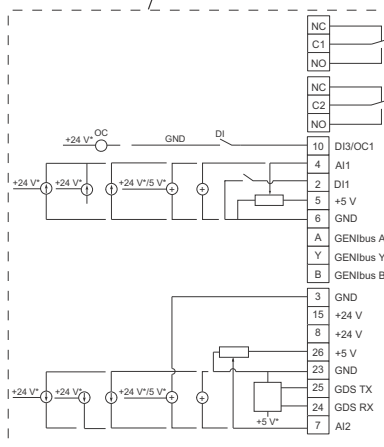 NC
C1
NO
NC
C2
NO
+24 V* OC GND DI 10 DI3/OC1
4 AI1
+24 V* +24 V* +24 V*/5 V* 2 DI1
5 +5 V
6 GND
A GENIbus A
Y GENIbus Y
B GENIbus B
3 GND
15 +24 V
8 +24 V
26 +5 V
23 GND
+24 V* +24 V* +24 V*/5 V* 25 GDS TX
24 GDS RX
+5 V* 7 AI2